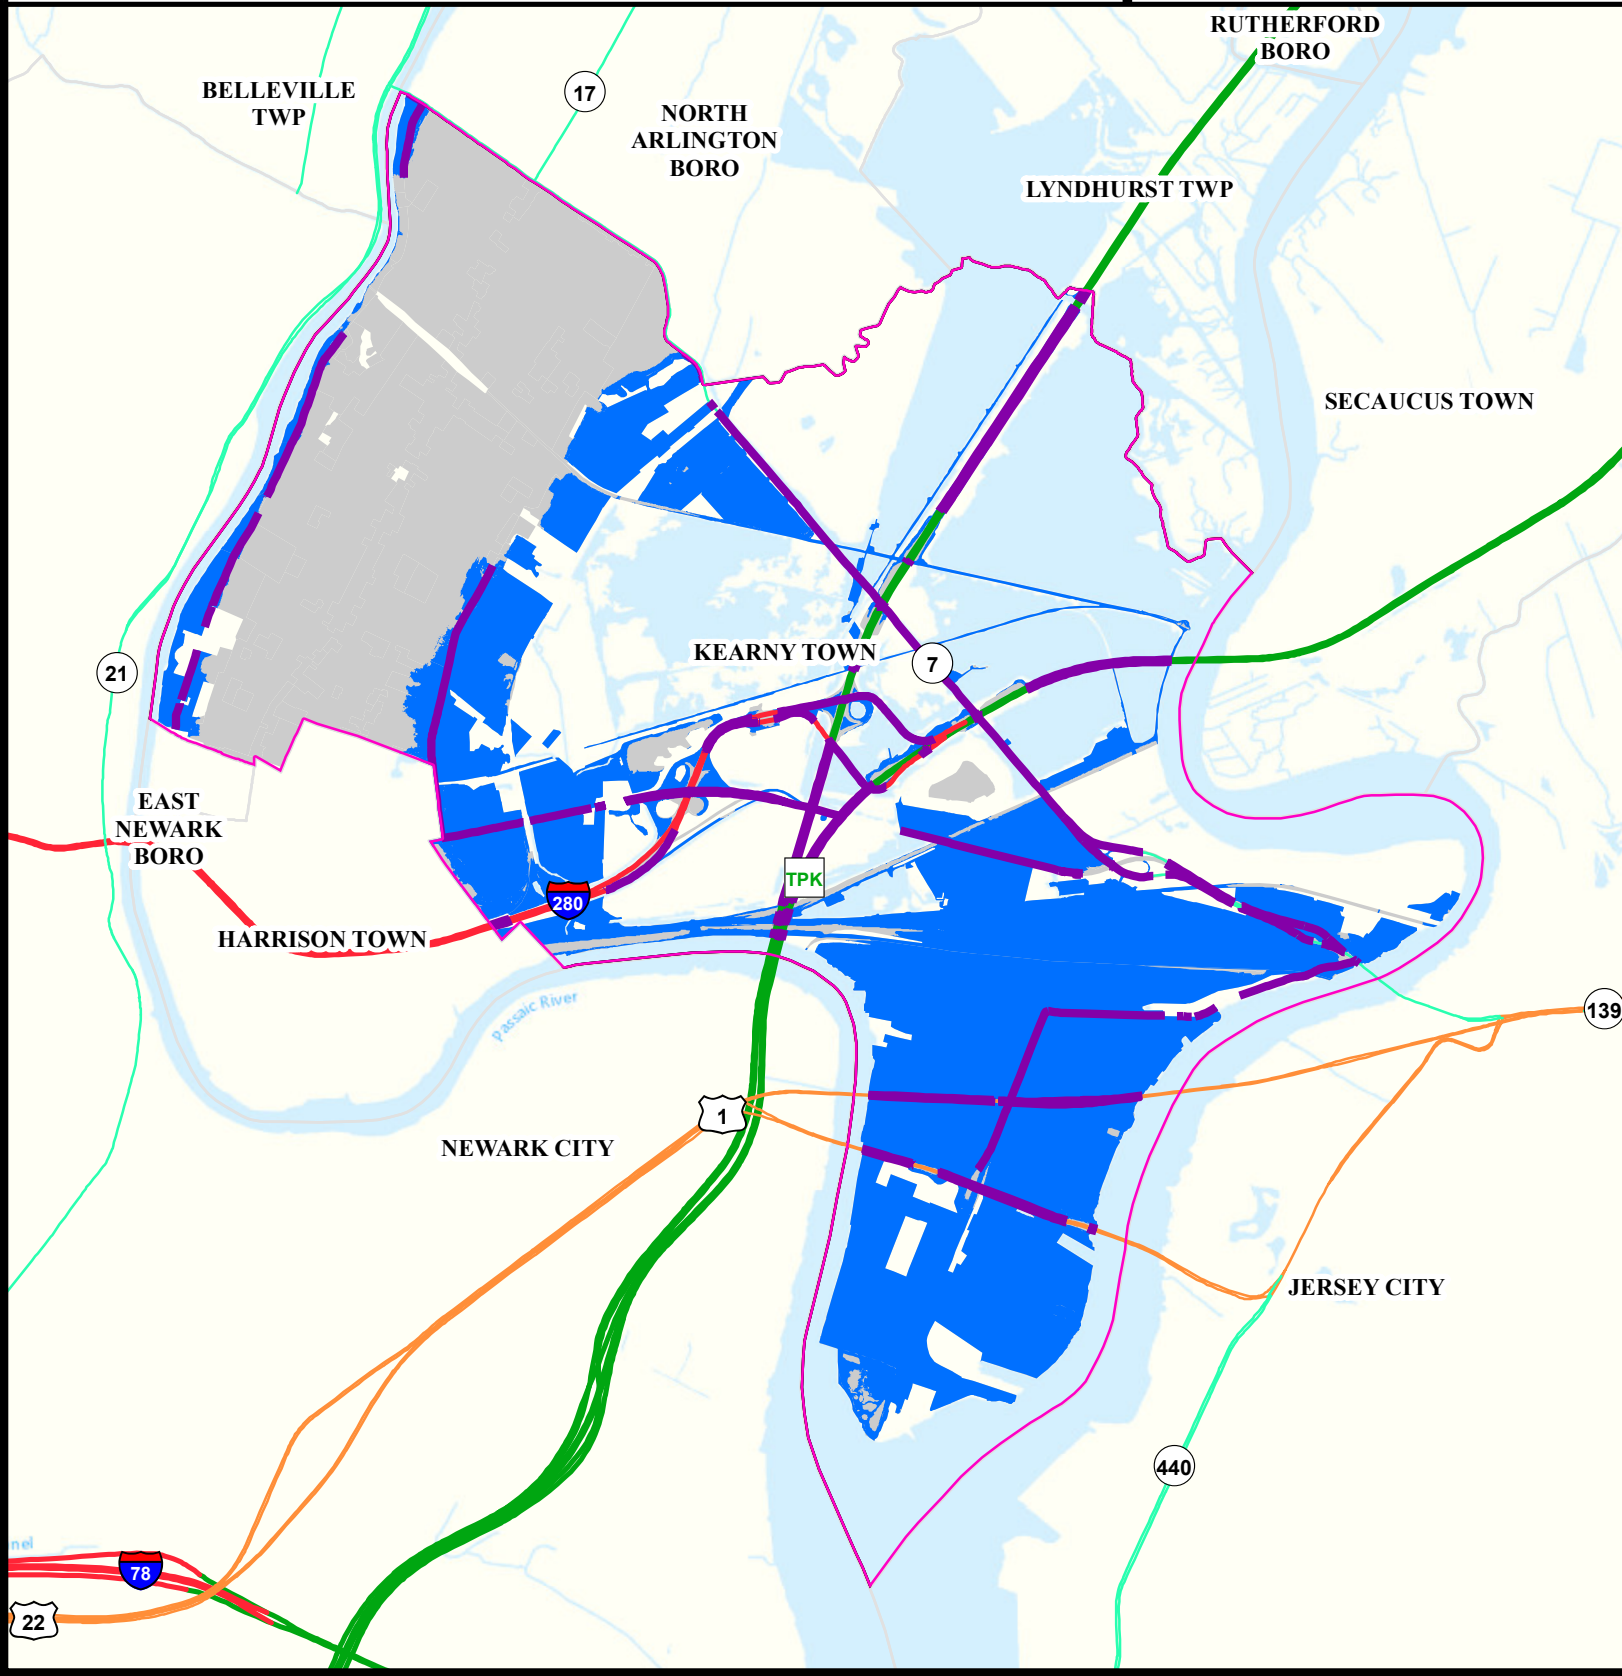 RUTHERFORD
BORO
BELLEVILLE
TWP
17
NORTH
ARLINGTON
BORO
LYNDHURST TWP
SECAUCUS TOWN
KEARNY TOWN
7
21
EAST
NEWARK
BORO
TPK
280
HARRISON TOWN
Passaic River
139
1
NEWARK CITY
JERSEY CITY
440
nel
78
22